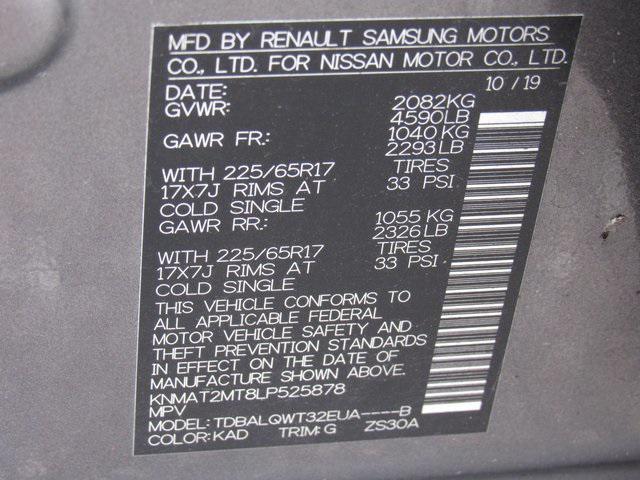 MFD BY RENAULT SAMSUNG MOTORS
CO., LTD. FOR NISSAN MOTOR CO., LTD.
DATE: 10 / 19
GVWR: 2082KG
4590LB
GAWR FR.: 1040 KG
2293LB
WITH 225/65R17 TIRES
17X7J RIMS AT 33 PSI
COLD SINGLE
GAWR RR.: 1055 KG
2326LB
WITH 225/65R17 TIRES
17X7J RIMS AT 33 PSI
COLD SINGLE
THIS VEHICLE CONFORMS TO
ALL APPLICABLE FEDERAL
MOTOR VEHICLE SAFETY AND
THEFT PREVENTION STANDARDS
IN EFFECT ON THE DATE OF
MANUFACTURE SHOWN ABOVE.
KNMAT2MT8LP525878
MPV
MODEL: TDBALQWT32EUA----B
COLOR: KAD TRIM: G ZS30A